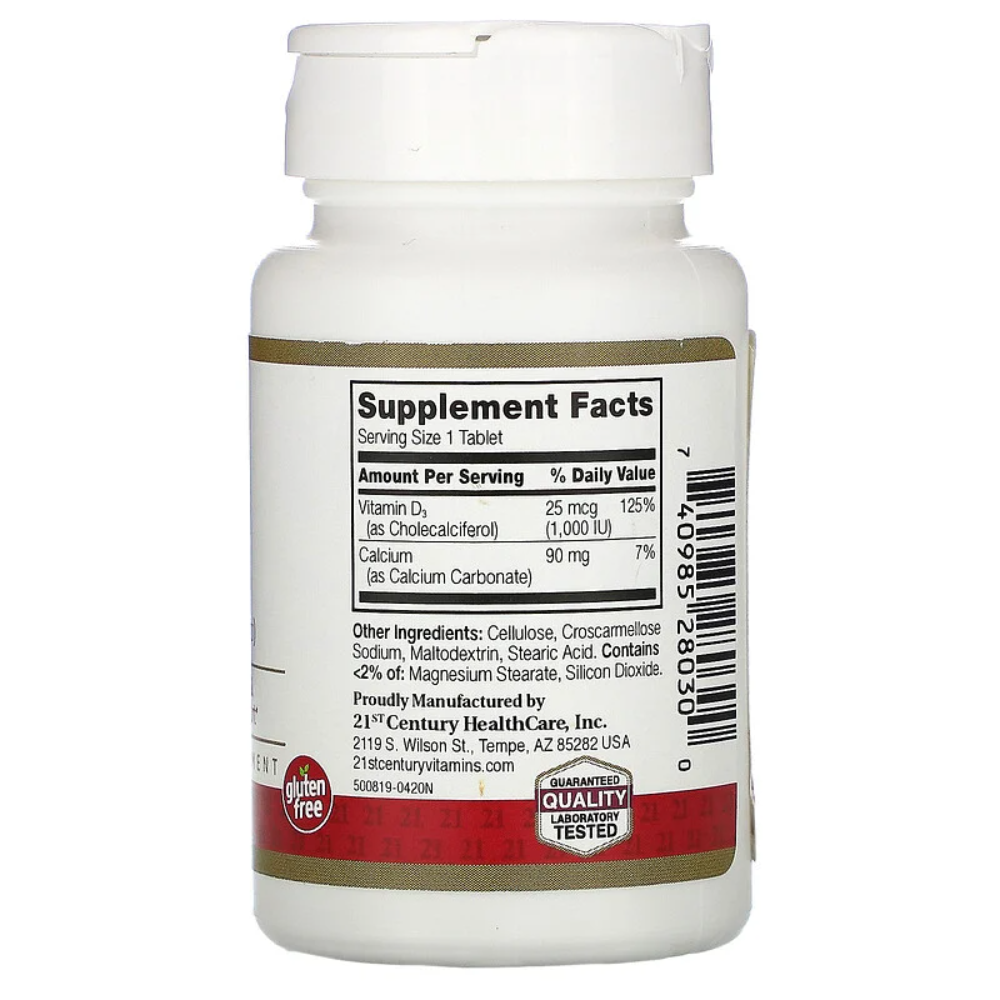 Supplement Facts
Serving Size 1 Tablet
Amount Per Serving % Daily Value
Vitamin D₃ 25 mcg 125%
(as Cholecalciferol) (1,000 IU)
Calcium 90 mg 7%
(as Calcium Carbonate)
Other Ingredients: Cellulose, Croscarmellose
Sodium, Maltodextrin, Stearic Acid. Contains
<2% of: Magnesium Stearate, Silicon Dioxide.
Proudly Manufactured by
21ST Century HealthCare, Inc.
2119 S. Wilson St., Tempe, AZ 85282 USA
21stcenturyvitamins.com
500819-0420N
gluten
free
GUARANTEED
QUALITY
LABORATORY
TESTED
7 40985 28030 0